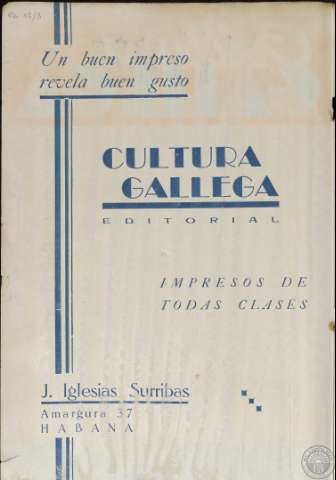 Un buen impreso
revela buen gusto
CULTURA
GALLEGA
EDITORIAL
IMPRESOS DE
TODAS CLASES
J. Iglesias Surribas
Amargura 37
HABANA